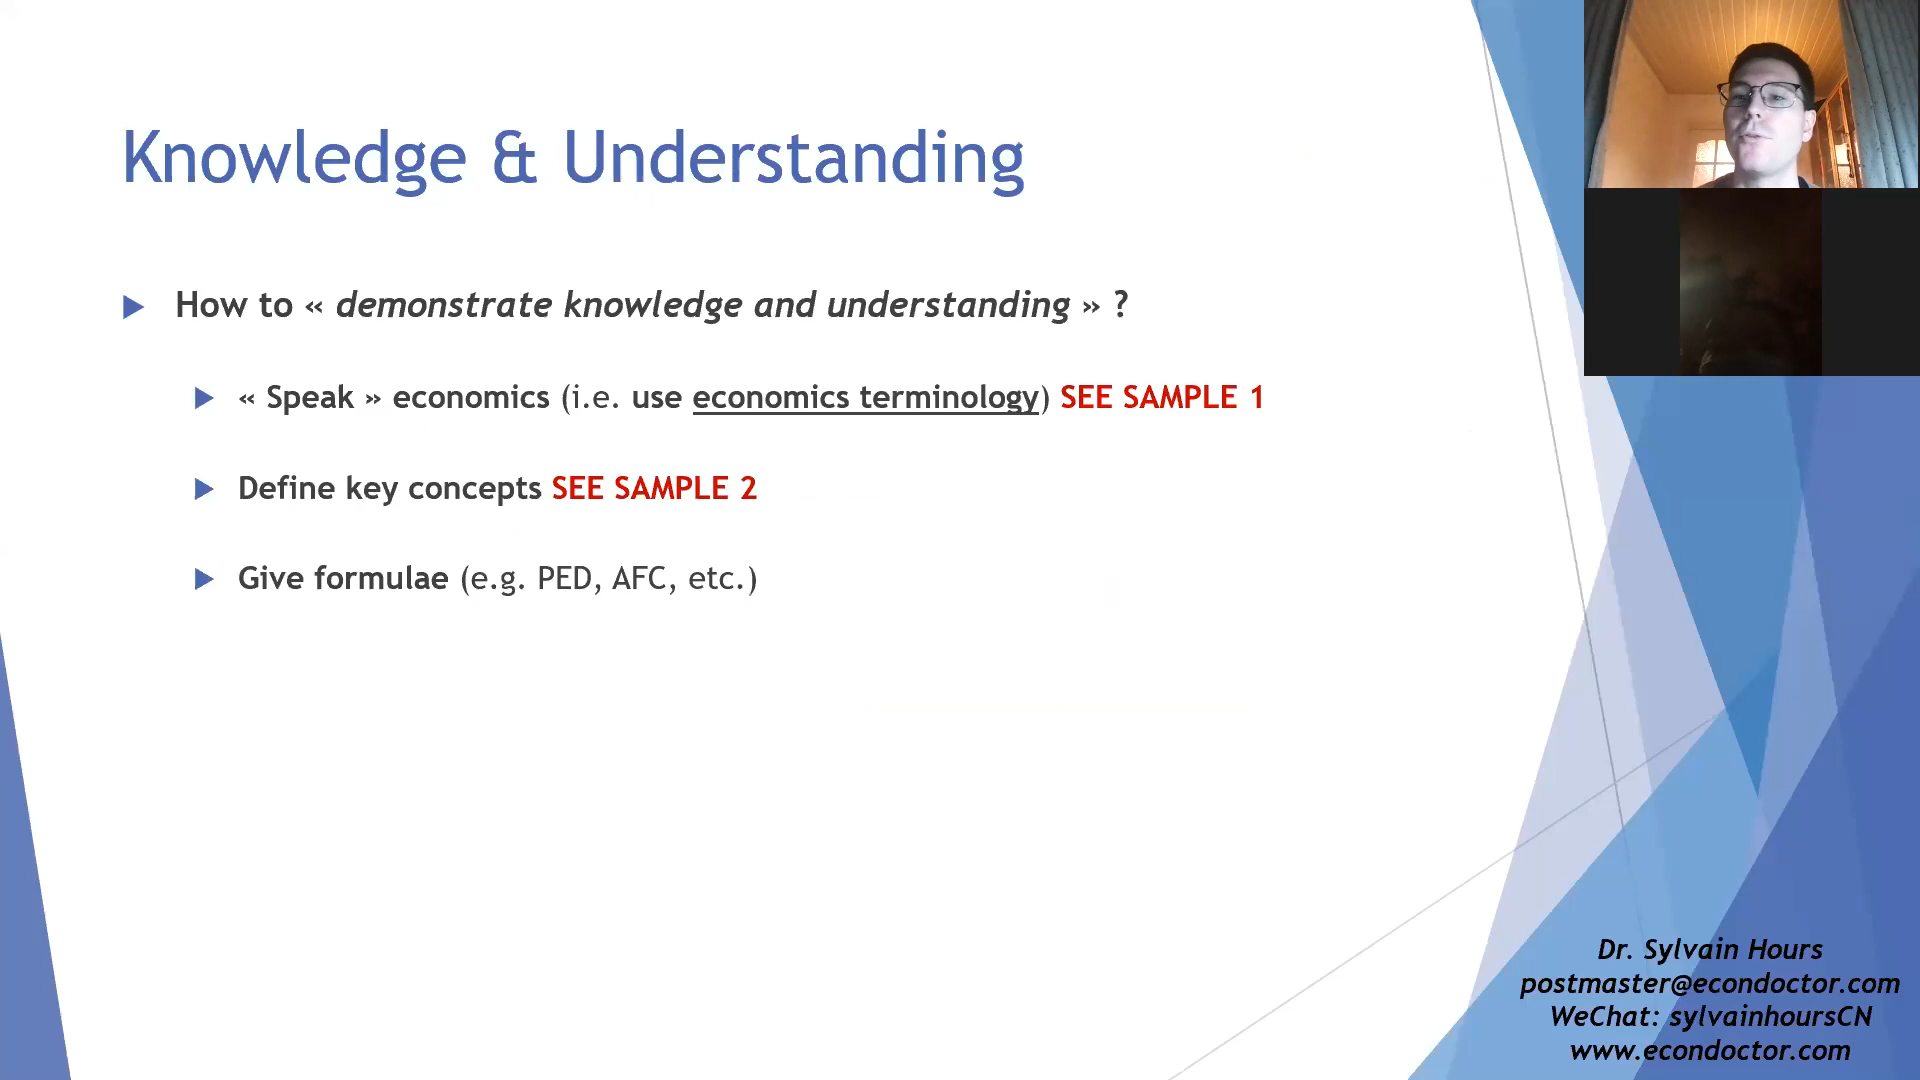 Knowledge & Understanding
How to « demonstrate knowledge and understanding » ?
« Speak » economics (i.e. use economics terminology) SEE SAMPLE 1
Define key concepts SEE SAMPLE 2
Give formulae (e.g. PED, AFC, etc.)
Dr. Sylvain Hours
postmaster@econdoctor.com
WeChat: sylvainhoursCN
www.econdoctor.com